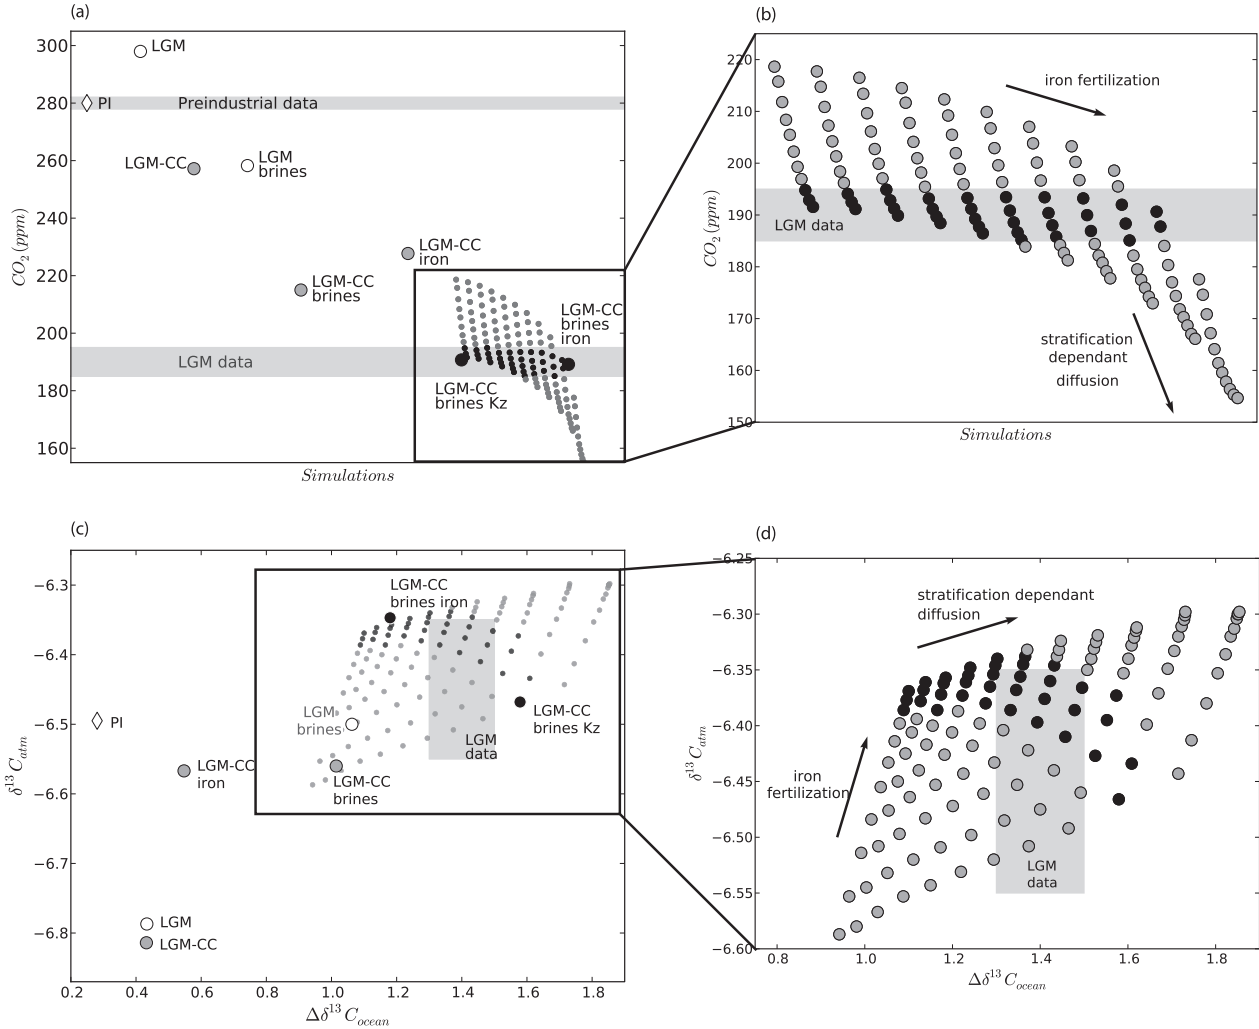 (a)
300
280
260
240
220
200
180
160
CO2 (ppm)
LGM
PI
Preindustrial data
LGM-CC
LGM
brines
LGM-CC
iron
LGM-CC
brines
LGM-CC
brines
iron
LGM data
LGM-CC
brines Kz
Simulations
(b)
220
210
200
190
180
170
160
150
CO2 (ppm)
iron fertilization
LGM data
stratification
dependant
diffusion
Simulations
(c)
−6.3
−6.4
−6.5
−6.6
−6.7
−6.8
δ13Catm
LGM-CC
brines iron
LGM
brines
PI
LGM-CC
brines Kz
LGM
data
LGM-CC
iron
LGM-CC
brines
LGM
LGM-CC
0.2 0.4 0.6 0.8 1.0 1.2 1.4 1.6 1.8
Δδ13Cocean
(d)
−6.25
−6.30
−6.35
−6.40
−6.45
−6.50
−6.55
−6.60
δ13Catm
stratification dependant
diffusion
iron
fertilization
LGM
data
0.8 1.0 1.2 1.4 1.6 1.8
Δδ13Cocean